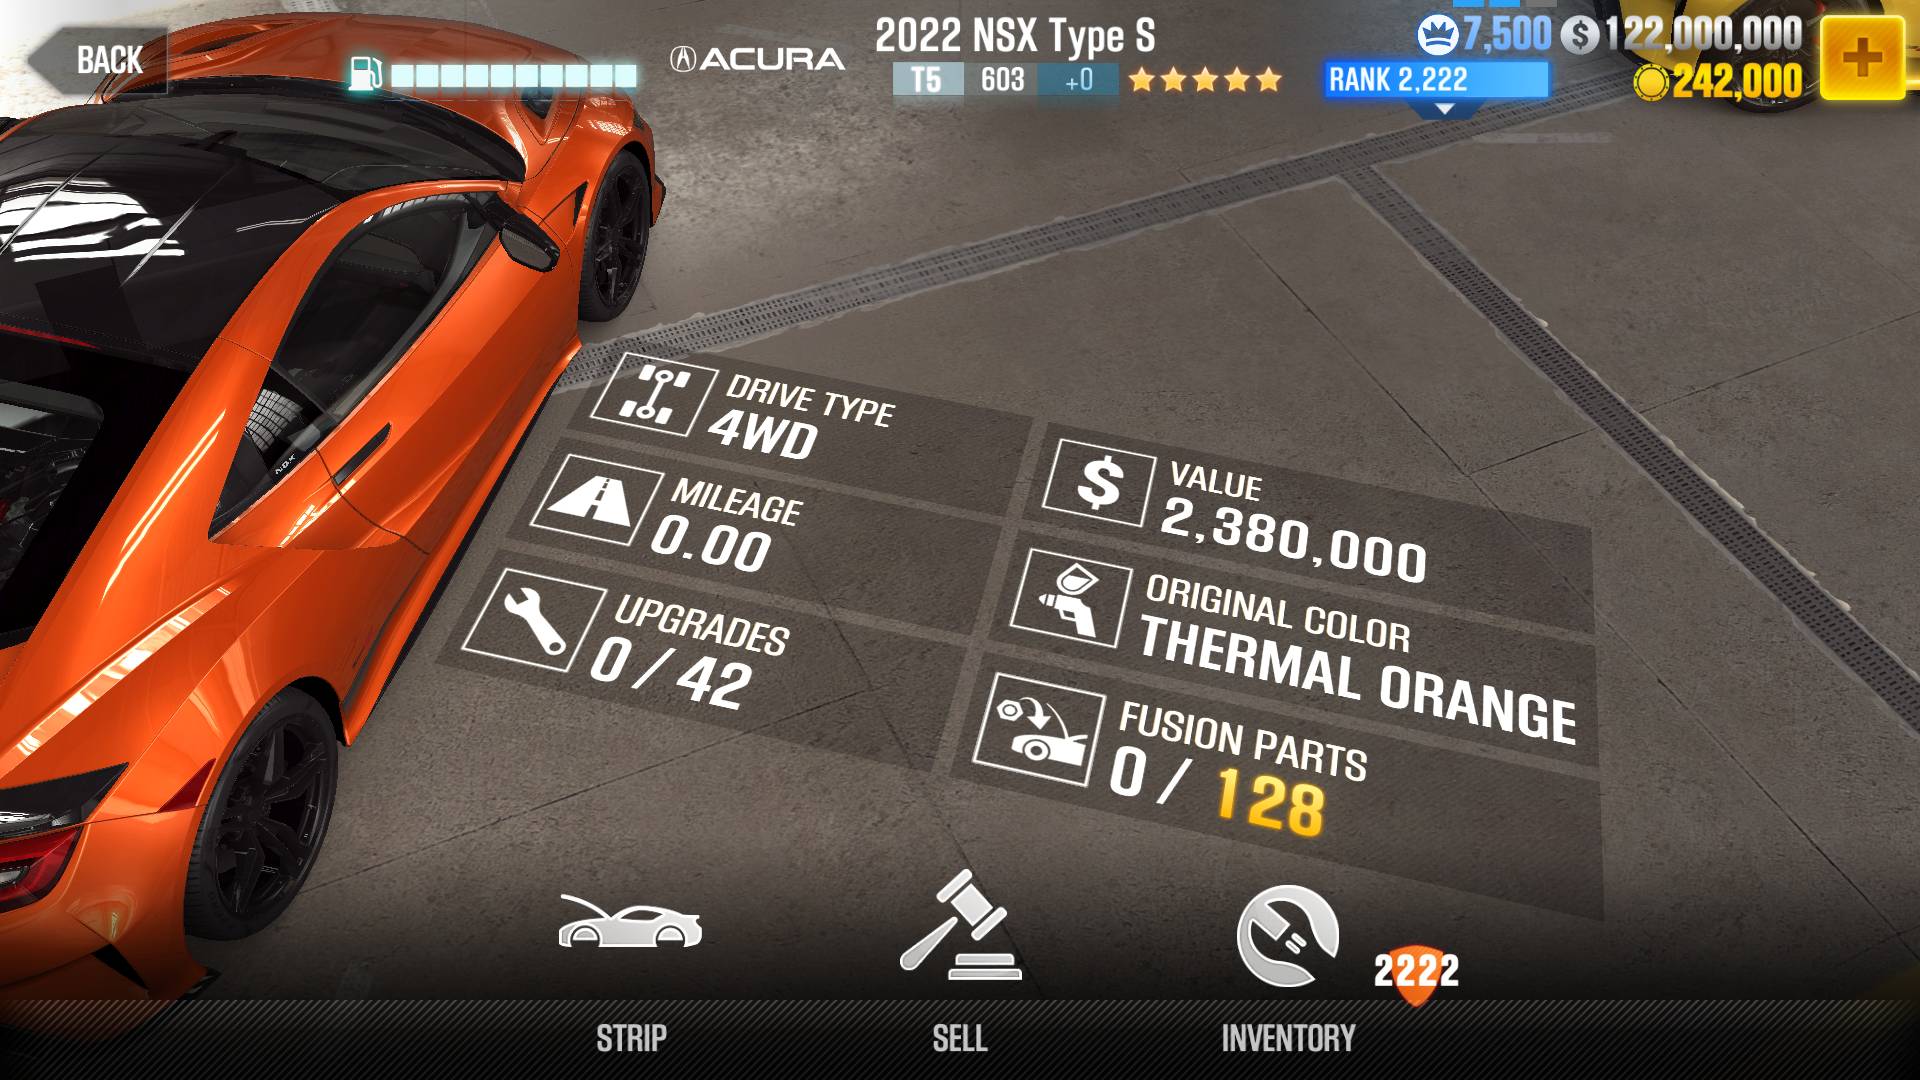 BACK
ACURA
2022 NSX Type S
T5 603 +0
7,500
122,000,000
RANK 2,222
242,000
DRIVE TYPE
4WD
MILEAGE
0.00
UPGRADES
0 / 42
VALUE
2,380,000
ORIGINAL COLOR
THERMAL ORANGE
FUSION PARTS
0 / 128
2222
STRIP
SELL
INVENTORY
NSX